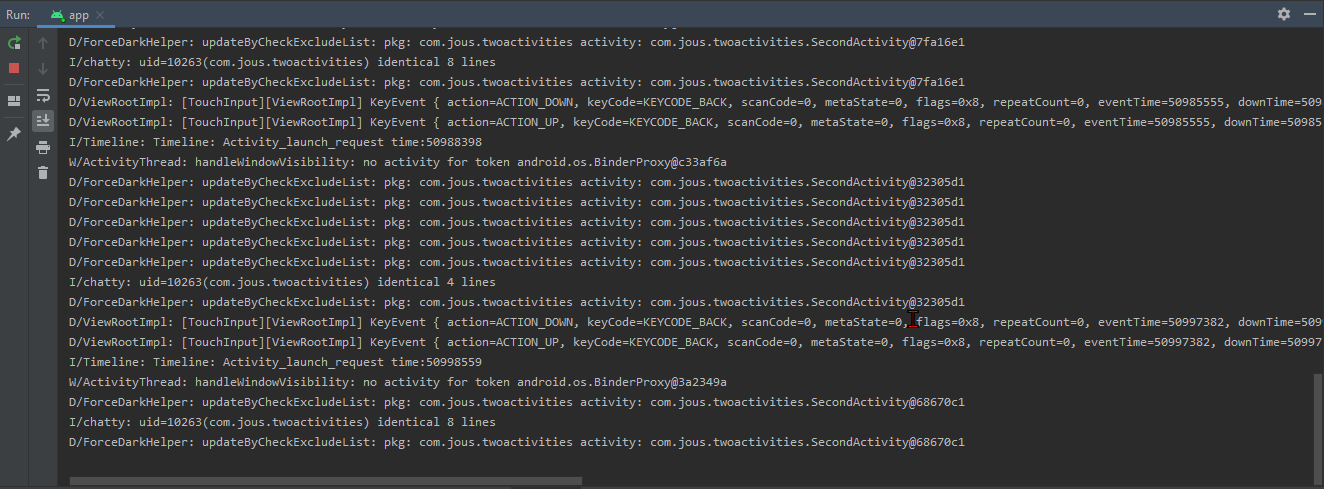 Run: app
D/ForceDarkHelper: updateByCheckExcludeList: pkg: com.jous.twoactivities activity: com.jous.twoactivities.SecondActivity@7fa16e1
I/chatty: uid=10263(com.jous.twoactivities) identical 8 lines
D/ForceDarkHelper: updateByCheckExcludeList: pkg: com.jous.twoactivities activity: com.jous.twoactivities.SecondActivity@7fa16e1
D/ViewRootImpl: [TouchInput][ViewRootImpl] KeyEvent { action=ACTION_DOWN, keyCode=KEYCODE_BACK, scanCode=0, metaState=0, flags=0x8, repeatCount=0, eventTime=50985555, downTime=509
D/ViewRootImpl: [TouchInput][ViewRootImpl] KeyEvent { action=ACTION_UP, keyCode=KEYCODE_BACK, scanCode=0, metaState=0, flags=0x8, repeatCount=0, eventTime=50985555, downTime=50985
I/Timeline: Timeline: Activity_launch_request time:50988398
W/ActivityThread: handleWindowVisibility: no activity for token android.os.BinderProxy@c33af6a
D/ForceDarkHelper: updateByCheckExcludeList: pkg: com.jous.twoactivities activity: com.jous.twoactivities.SecondActivity@32305d1
D/ForceDarkHelper: updateByCheckExcludeList: pkg: com.jous.twoactivities activity: com.jous.twoactivities.SecondActivity@32305d1
D/ForceDarkHelper: updateByCheckExcludeList: pkg: com.jous.twoactivities activity: com.jous.twoactivities.SecondActivity@32305d1
D/ForceDarkHelper: updateByCheckExcludeList: pkg: com.jous.twoactivities activity: com.jous.twoactivities.SecondActivity@32305d1
D/ForceDarkHelper: updateByCheckExcludeList: pkg: com.jous.twoactivities activity: com.jous.twoactivities.SecondActivity@32305d1
I/chatty: uid=10263(com.jous.twoactivities) identical 4 lines
D/ForceDarkHelper: updateByCheckExcludeList: pkg: com.jous.twoactivities activity: com.jous.twoactivities.SecondActivity@32305d1
D/ViewRootImpl: [TouchInput][ViewRootImpl] KeyEvent { action=ACTION_DOWN, keyCode=KEYCODE_BACK, scanCode=0, metaState=0, flags=0x8, repeatCount=0, eventTime=50997382, downTime=509
D/ViewRootImpl: [TouchInput][ViewRootImpl] KeyEvent { action=ACTION_UP, keyCode=KEYCODE_BACK, scanCode=0, metaState=0, flags=0x8, repeatCount=0, eventTime=50997382, downTime=50997
I/Timeline: Timeline: Activity_launch_request time:50998559
W/ActivityThread: handleWindowVisibility: no activity for token android.os.BinderProxy@3a2349a
D/ForceDarkHelper: updateByCheckExcludeList: pkg: com.jous.twoactivities activity: com.jous.twoactivities.SecondActivity@68670c1
I/chatty: uid=10263(com.jous.twoactivities) identical 8 lines
D/ForceDarkHelper: updateByCheckExcludeList: pkg: com.jous.twoactivities activity: com.jous.twoactivities.SecondActivity@68670c1